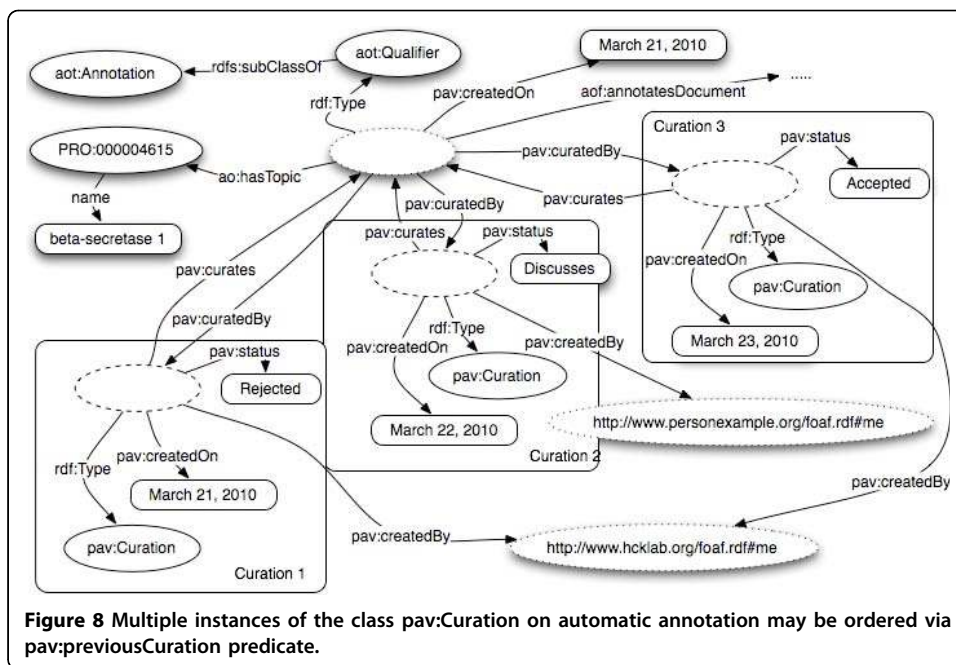 aot:Annotation
rdfs:subClassOf
aot:Qualifier
March 21, 2010
pav:createdOn
aof:annotatesDocument
.....
rdf:Type
PRO:000004615
ao:hasTopic
name
beta-secretase 1
pav:curatedBy
pav:curates
Curation 3
pav:status
Accepted
rdf:Type
pav:createdOn
pav:Curation
March 23, 2010
pav:curatedBy
pav:curates
pav:status
Discusses
rdf:Type
pav:createdOn
pav:createdBy
pav:Curation
March 22, 2010
Curation 2
pav:curates
pav:curatedBy
pav:status
Rejected
rdf:Type
pav:createdOn
March 21, 2010
pav:Curation
Curation 1
http://www.personexample.org/foaf.rdf#me
pav:createdBy
pav:createdBy
http://www.hcklab.org/foaf.rdf#me
Figure 8 Multiple instances of the class pav:Curation on automatic annotation may be ordered via
pav:previousCuration predicate.